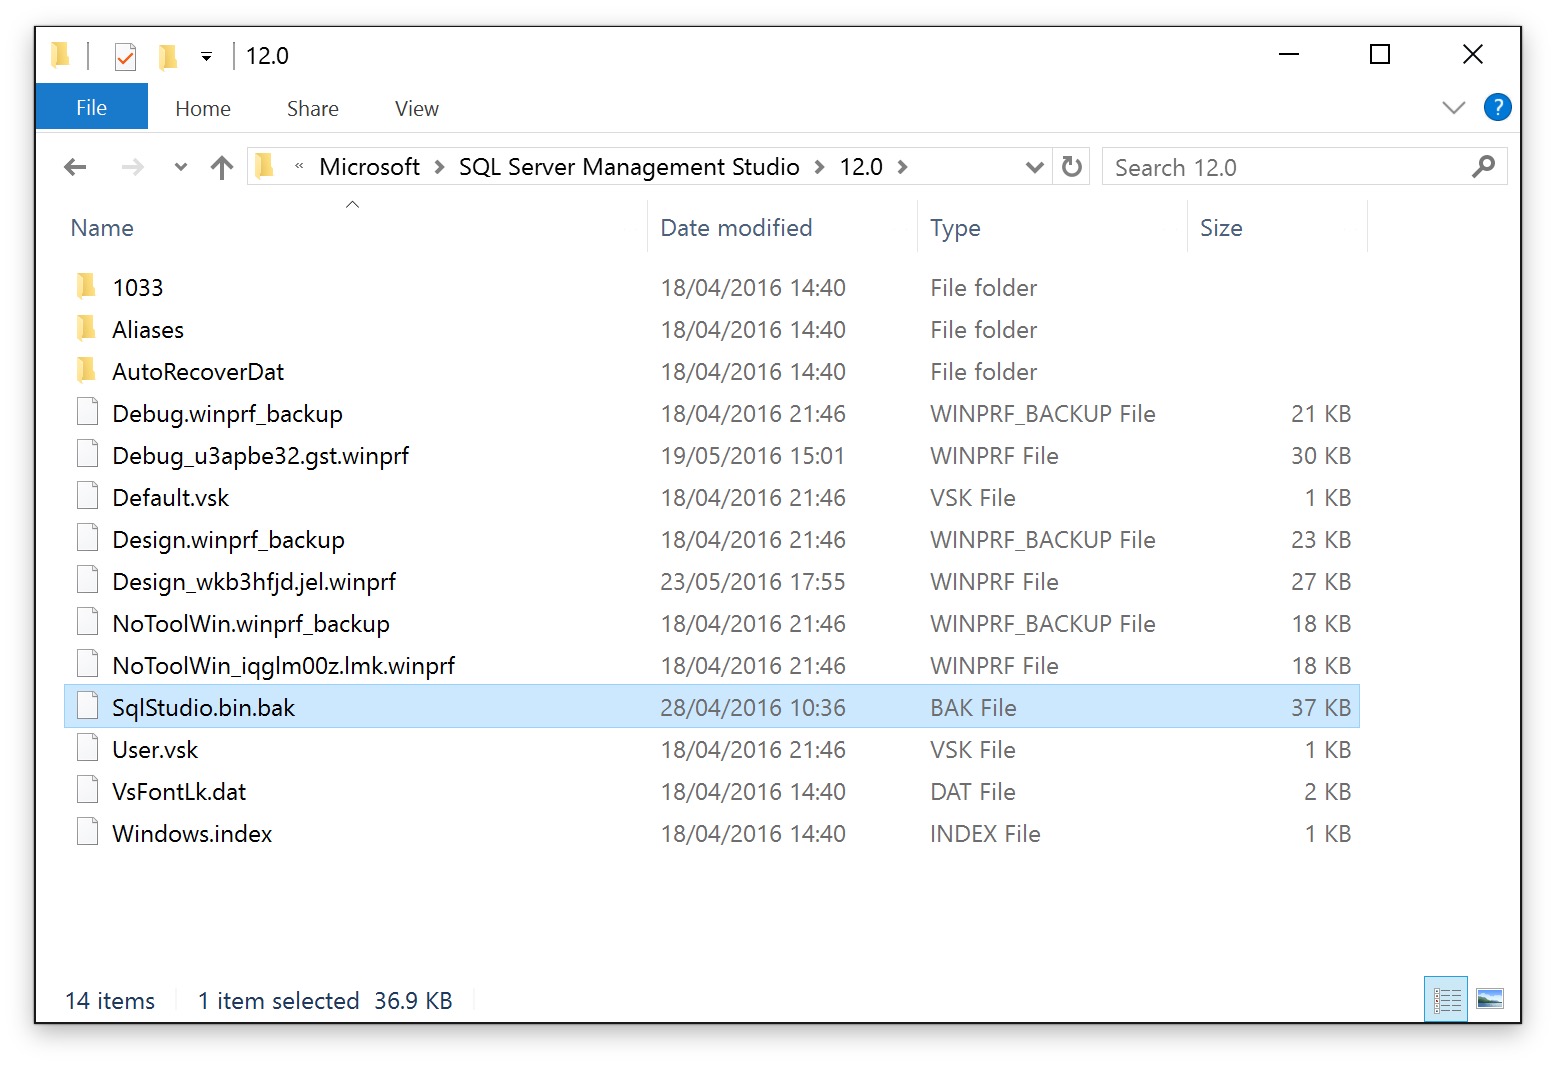 12.0
File Home Share View ?
« Microsoft > SQL Server Management Studio > 12.0 > Search 12.0
Name Date modified Type Size
1033 18/04/2016 14:40 File folder
Aliases 18/04/2016 14:40 File folder
AutoRecoverDat 18/04/2016 14:40 File folder
Debug.winprf_backup 18/04/2016 21:46 WINPRF_BACKUP File 21 KB
Debug_u3apbe32.gst.winprf 19/05/2016 15:01 WINPRF File 30 KB
Default.vsk 18/04/2016 21:46 VSK File 1 KB
Design.winprf_backup 18/04/2016 21:46 WINPRF_BACKUP File 23 KB
Design_wkb3hfjd.jel.winprf 23/05/2016 17:55 WINPRF File 27 KB
NoToolWin.winprf_backup 18/04/2016 21:46 WINPRF_BACKUP File 18 KB
NoToolWin_iqglm00z.lmk.winprf 18/04/2016 21:46 WINPRF File 18 KB
SqlStudio.bin.bak 28/04/2016 10:36 BAK File 37 KB
User.vsk 18/04/2016 21:46 VSK File 1 KB
VsFontLk.dat 18/04/2016 14:40 DAT File 2 KB
Windows.index 18/04/2016 14:40 INDEX File 1 KB
14 items 1 item selected 36.9 KB